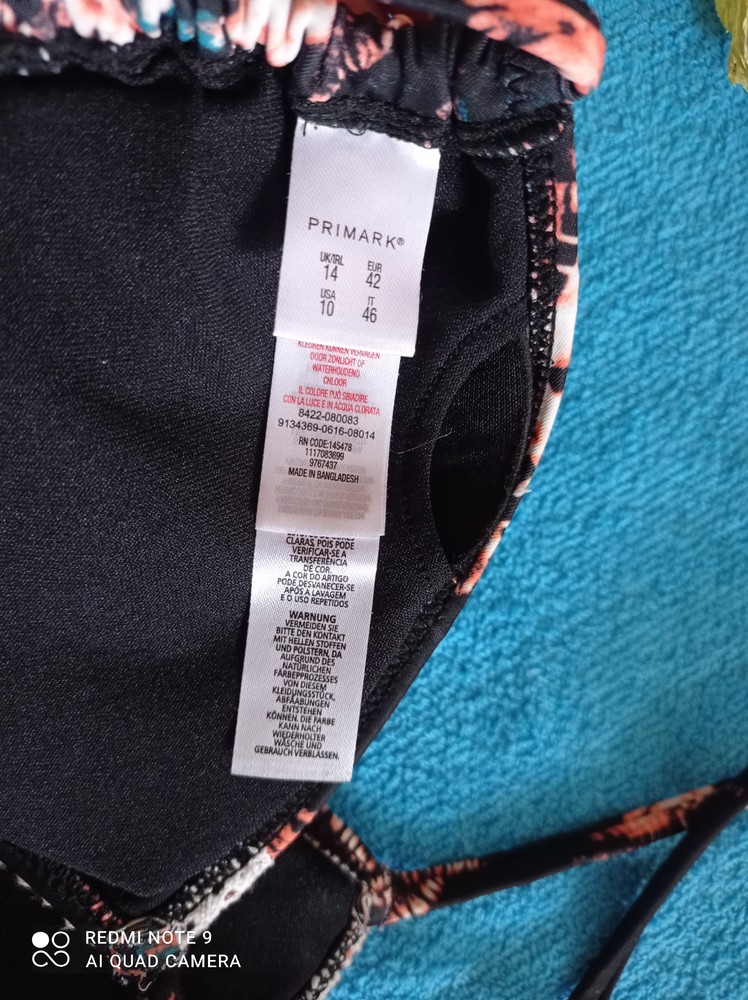 PRIMARK®
UK/IRL EUR
14 42
USA IT
10 46
KLEUREN KUNNEN VERVAGEN
DOOR ZONLICHT OF
WATERHOUDEND
CHLOOR
IL COLORE PUÒ SBIADIRE
CON LA LUCE E IN ACQUA CLORATA
8422-080083
9134369-0616-08014
RN CODE:145478
1117083699
9767437
MADE IN BANGLADESH
CLARAS, POIS PODE
VERIFICAR-SE A
TRANSFERÊNCIA
DE COR.
A COR DO ARTIGO
PODE DESVANECER-SE
APÓS A LAVAGEM
E O USO REPETIDOS
WARNUNG
VERMEIDEN SIE
BITTE DEN KONTAKT
MIT HELLEN STOFFEN
UND POLSTERN, DA
AUFGRUND DES
NATÜRLICHEN
FÄRBEPROZESSES
VON DIESEM
KLEIDUNGSSTÜCK,
ABFÄABUNGEN
ENTSTEHEN
KÖNNEN. DIE FARBE
KANN NACH
WIEDERHOLTER
WÄSCHE UND
GEBRAUCH VERBLASSEN.
REDMI NOTE 9
AI QUAD CAMERA